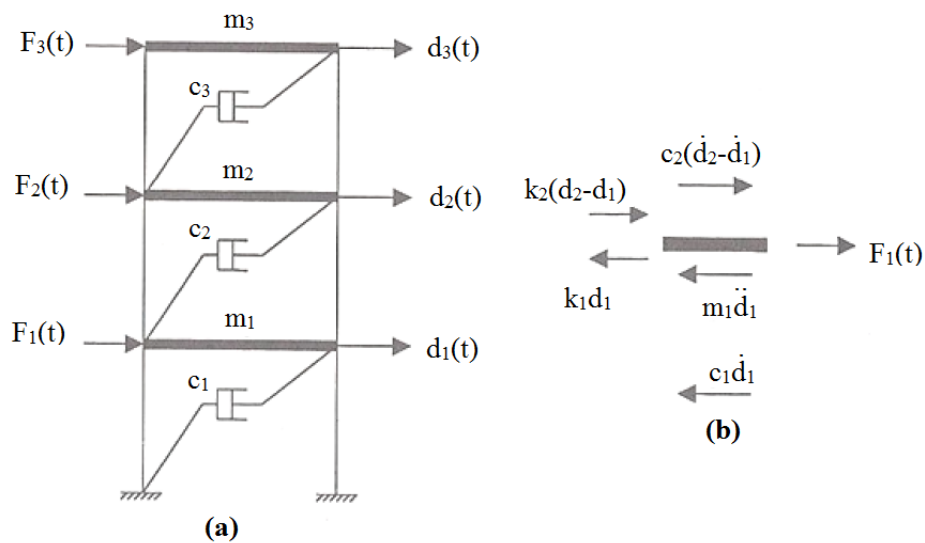 m₃
F₃(t)
d₃(t)
c₃
m₂
F₂(t)
d₂(t)
c₂
m₁
F₁(t)
d₁(t)
c₁
(a)
c₂(ḋ₂-ḋ₁)
k₂(d₂-d₁)
F₁(t)
k₁d₁
m₁d̈₁
c₁ḋ₁
(b)